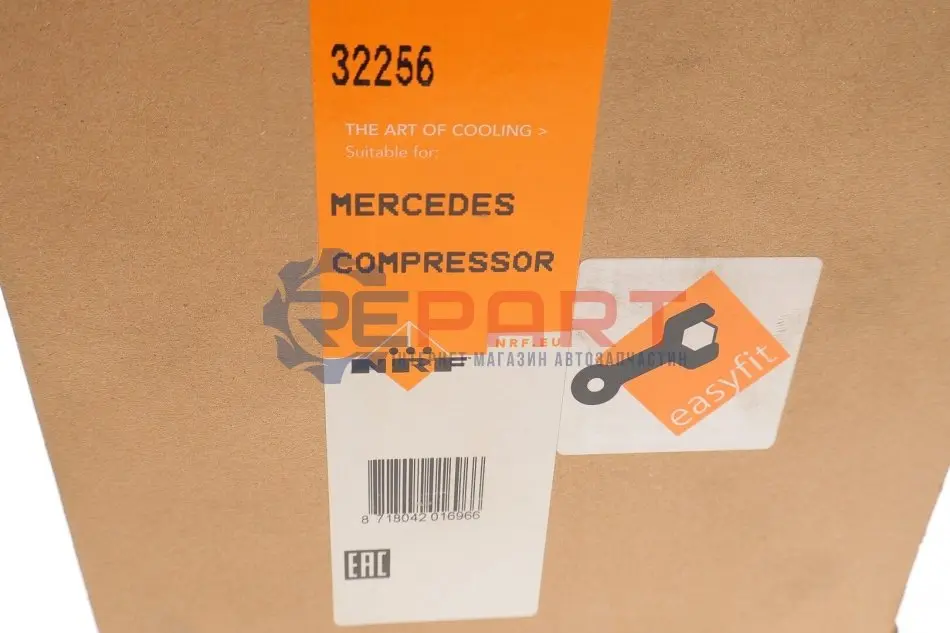 32256
THE ART OF COOLING >
Suitable for:
MERCEDES
COMPRESSOR
REPART
NRF.EU
ІНТЕРНЕТ-МАГАЗИН АВТОЗАПЧАСТИН
NRF
easyfit
8 718042 016966
EAC